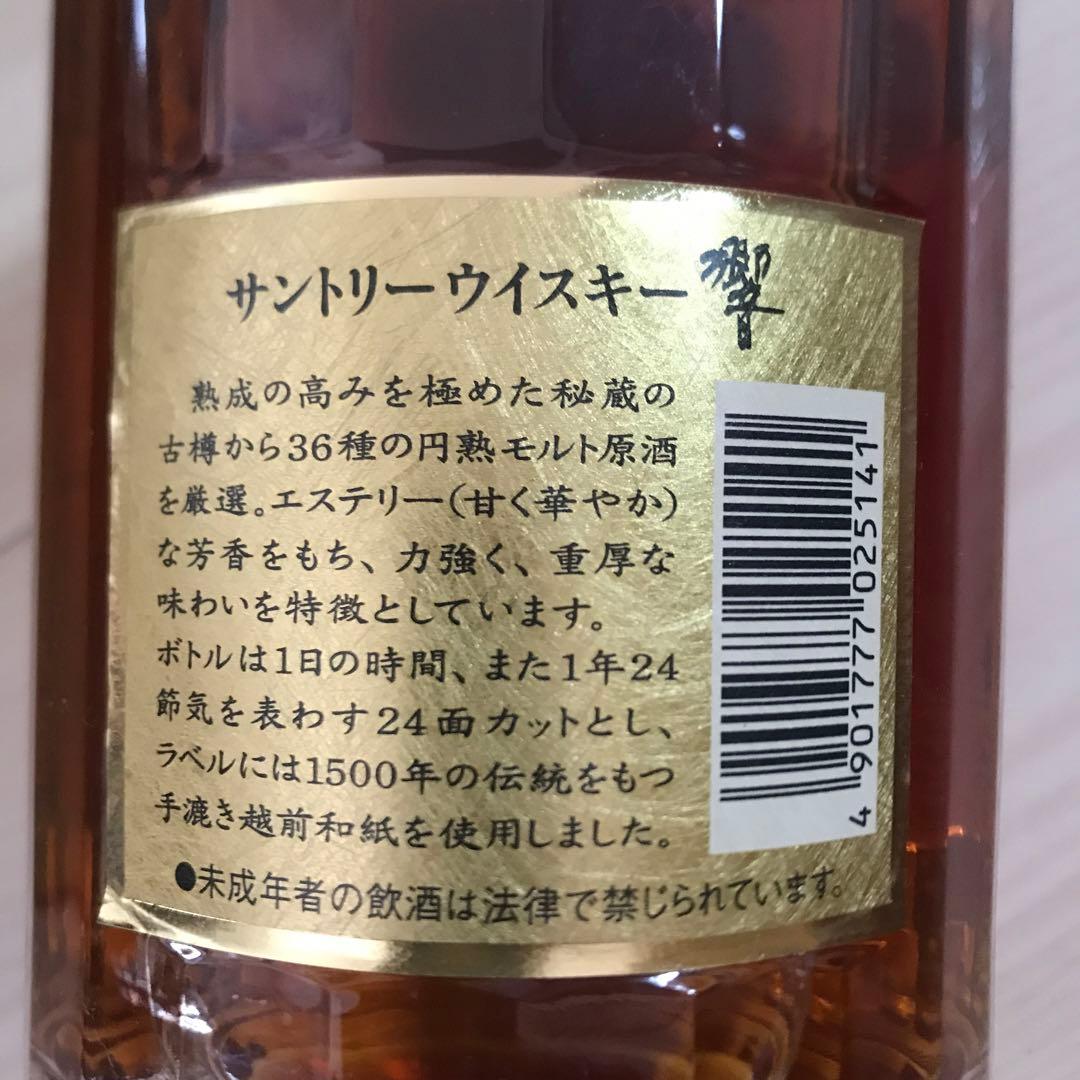 サントリーウイスキー響
熟成の高みを極めた秘蔵の
古樽から36種の円熟モルト原酒
を厳選。エステリー(甘く華やか)
な芳香をもち、力強く、重厚な
味わいを特徴としています。
ボトルは1日の時間、また1年24
節気を表わす24面カットとし、
ラベルには1500年の伝統をもつ
手漉き越前和紙を使用しました。
●未成年者の飲酒は法律で禁じられています。
4901777025141